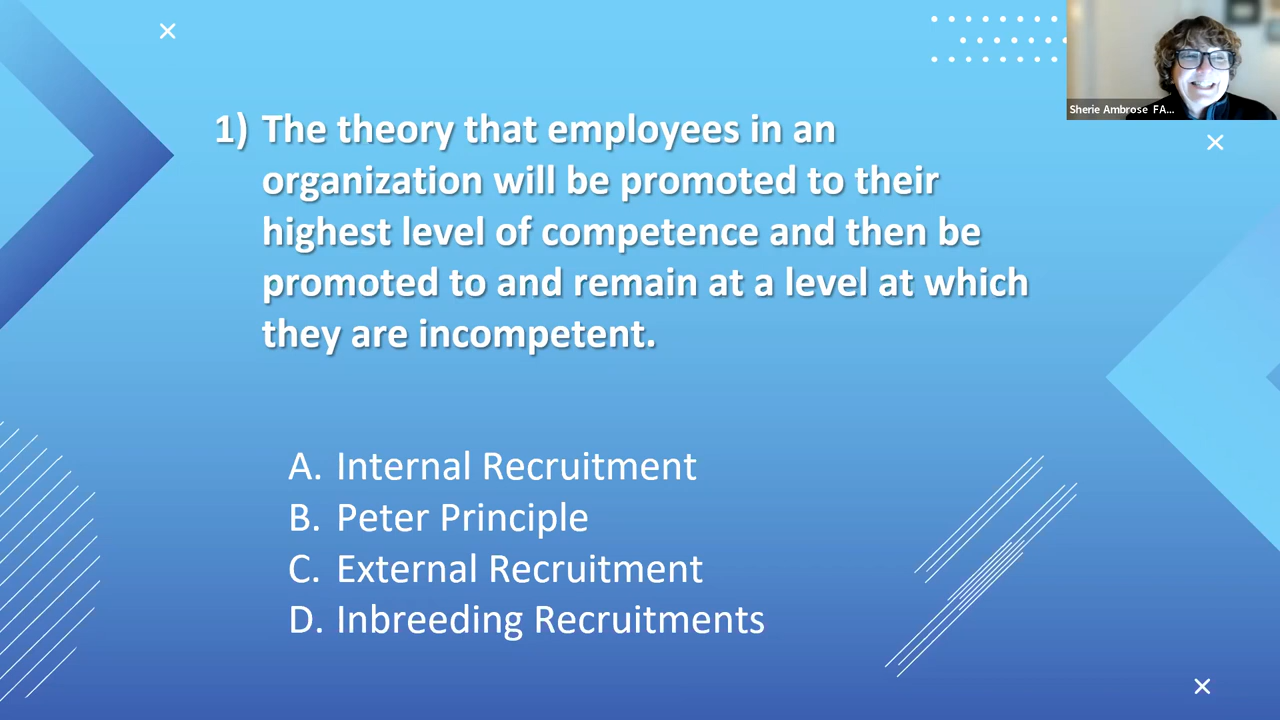 Sherie Ambrose FA...
1) The theory that employees in an
organization will be promoted to their
highest level of competence and then be
promoted to and remain at a level at which
they are incompetent.
A. Internal Recruitment
B. Peter Principle
C. External Recruitment
D. Inbreeding Recruitments